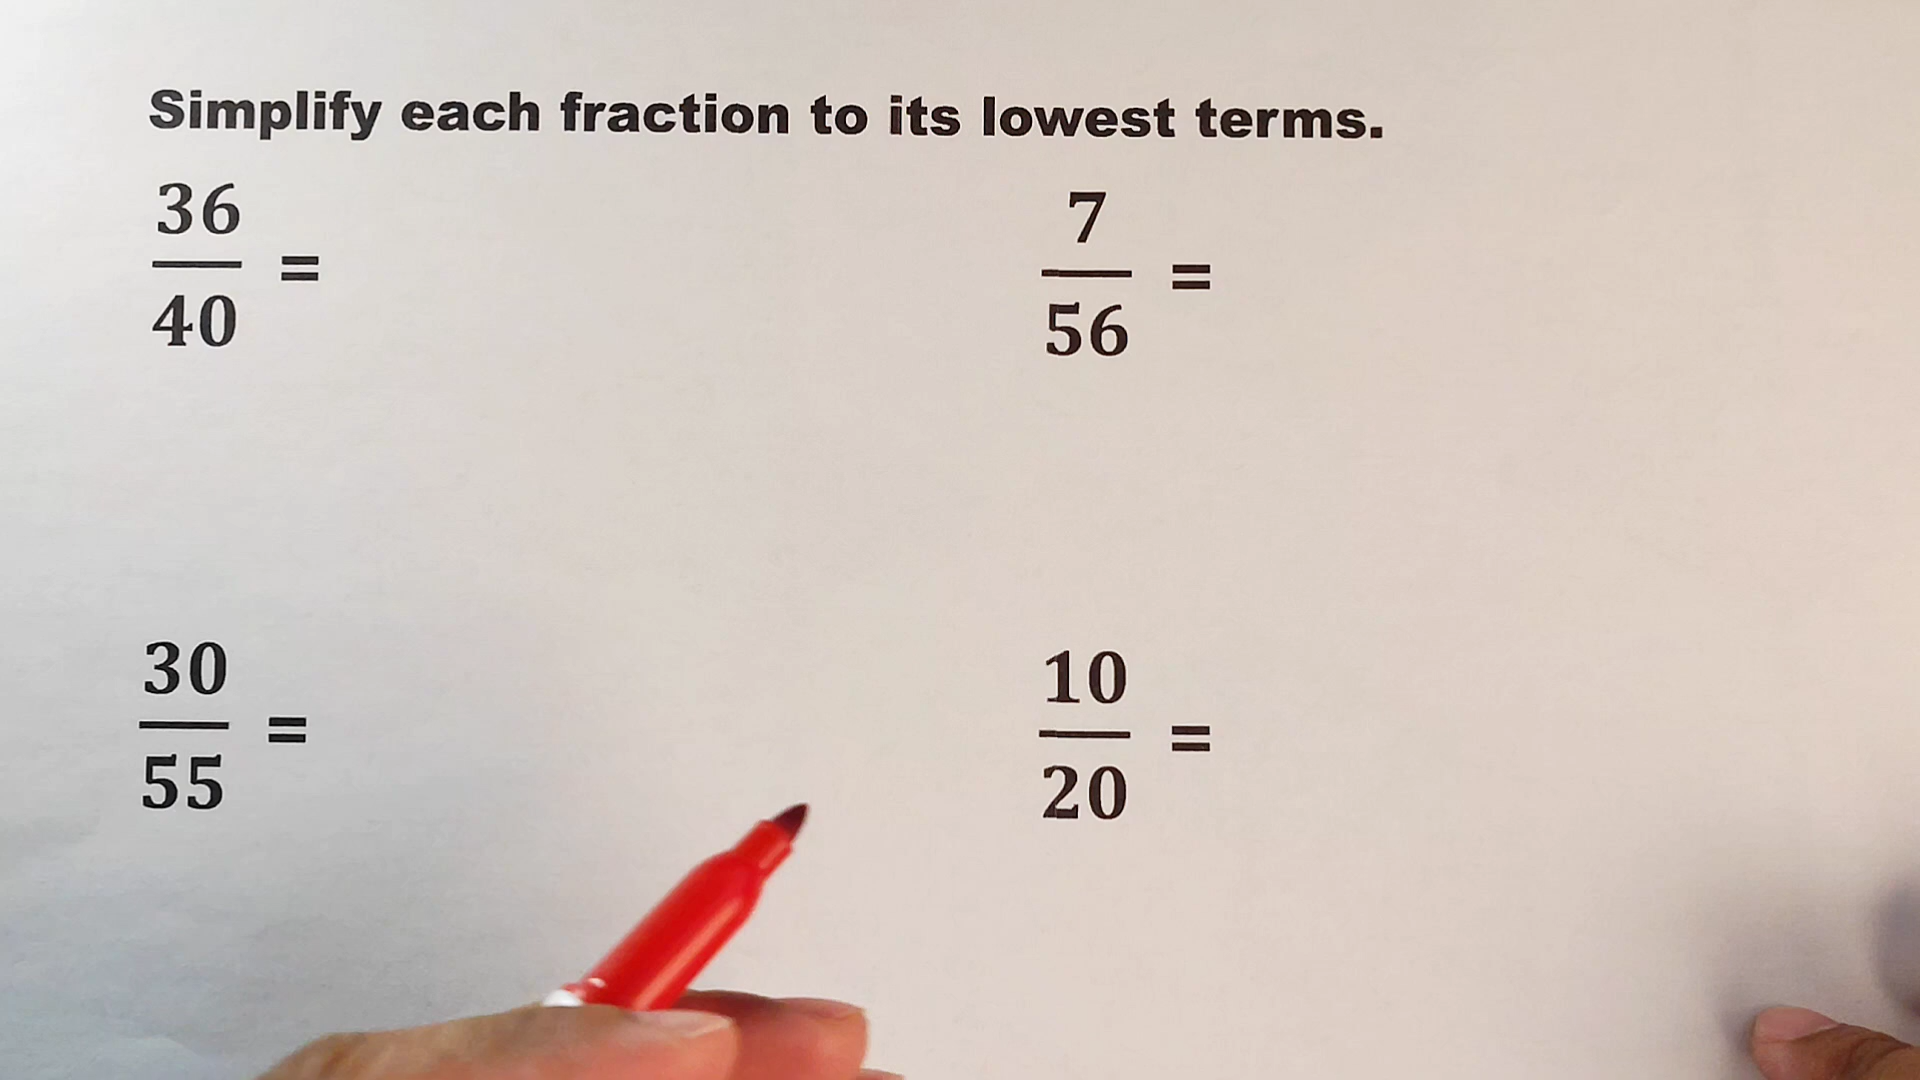 Simplify each fraction to its lowest terms.
36/40 =
7/56 =
30/55 =
10/20 =